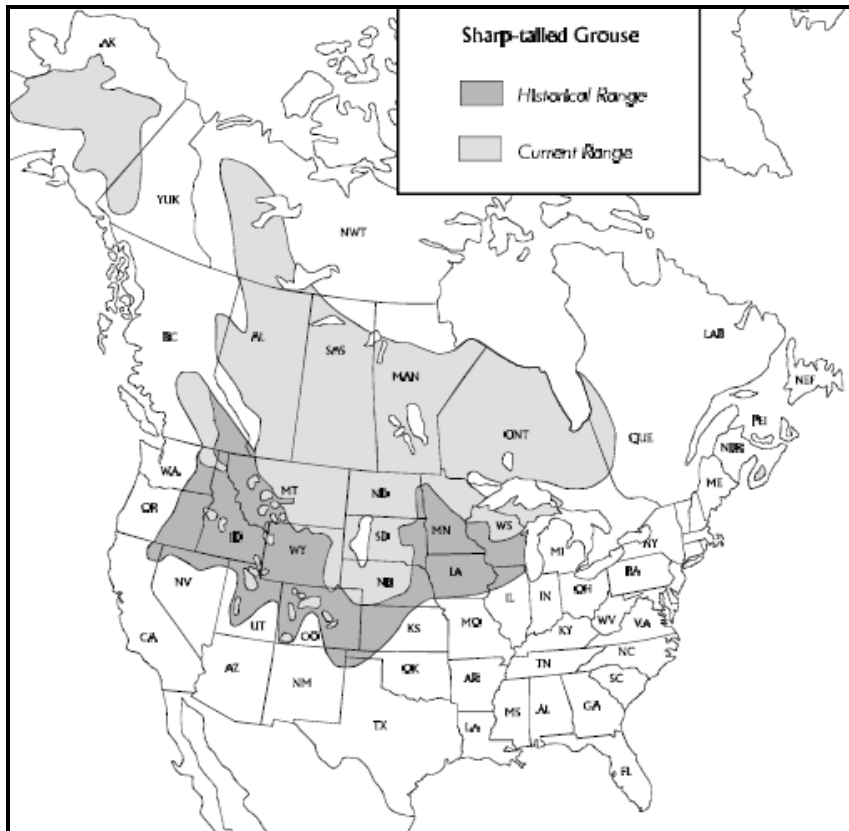 Sharp-talled Grouse
Historical Range
Current Range
AK
YUK
NWT
BC
AL
SAS
MAN
ONT
QUE
LAB
NEF
PEI
NBR
ME
WA
MT
ND
OR
ID
WY
SD
MN
WS
MI
NY
NB
IA
PA
NV
UT
CO
KS
MO
IL
IN
OH
WV
VA
KY
CA
AZ
NM
OK
AR
TN
NC
SC
TX
LA
MS
AL
GA
FL